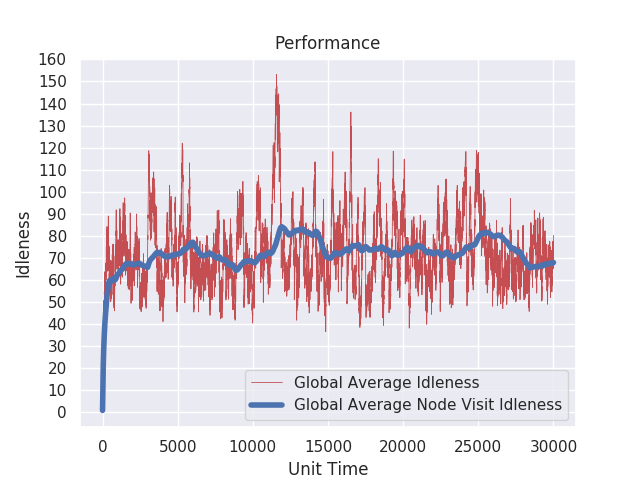 Performance
160
150
140
130
120
110
100
90
80
70
60
50
40
30
20
10
0
Idleness
Global Average Idleness
Global Average Node Visit Idleness
0 5000 10000 15000 20000 25000 30000
Unit Time